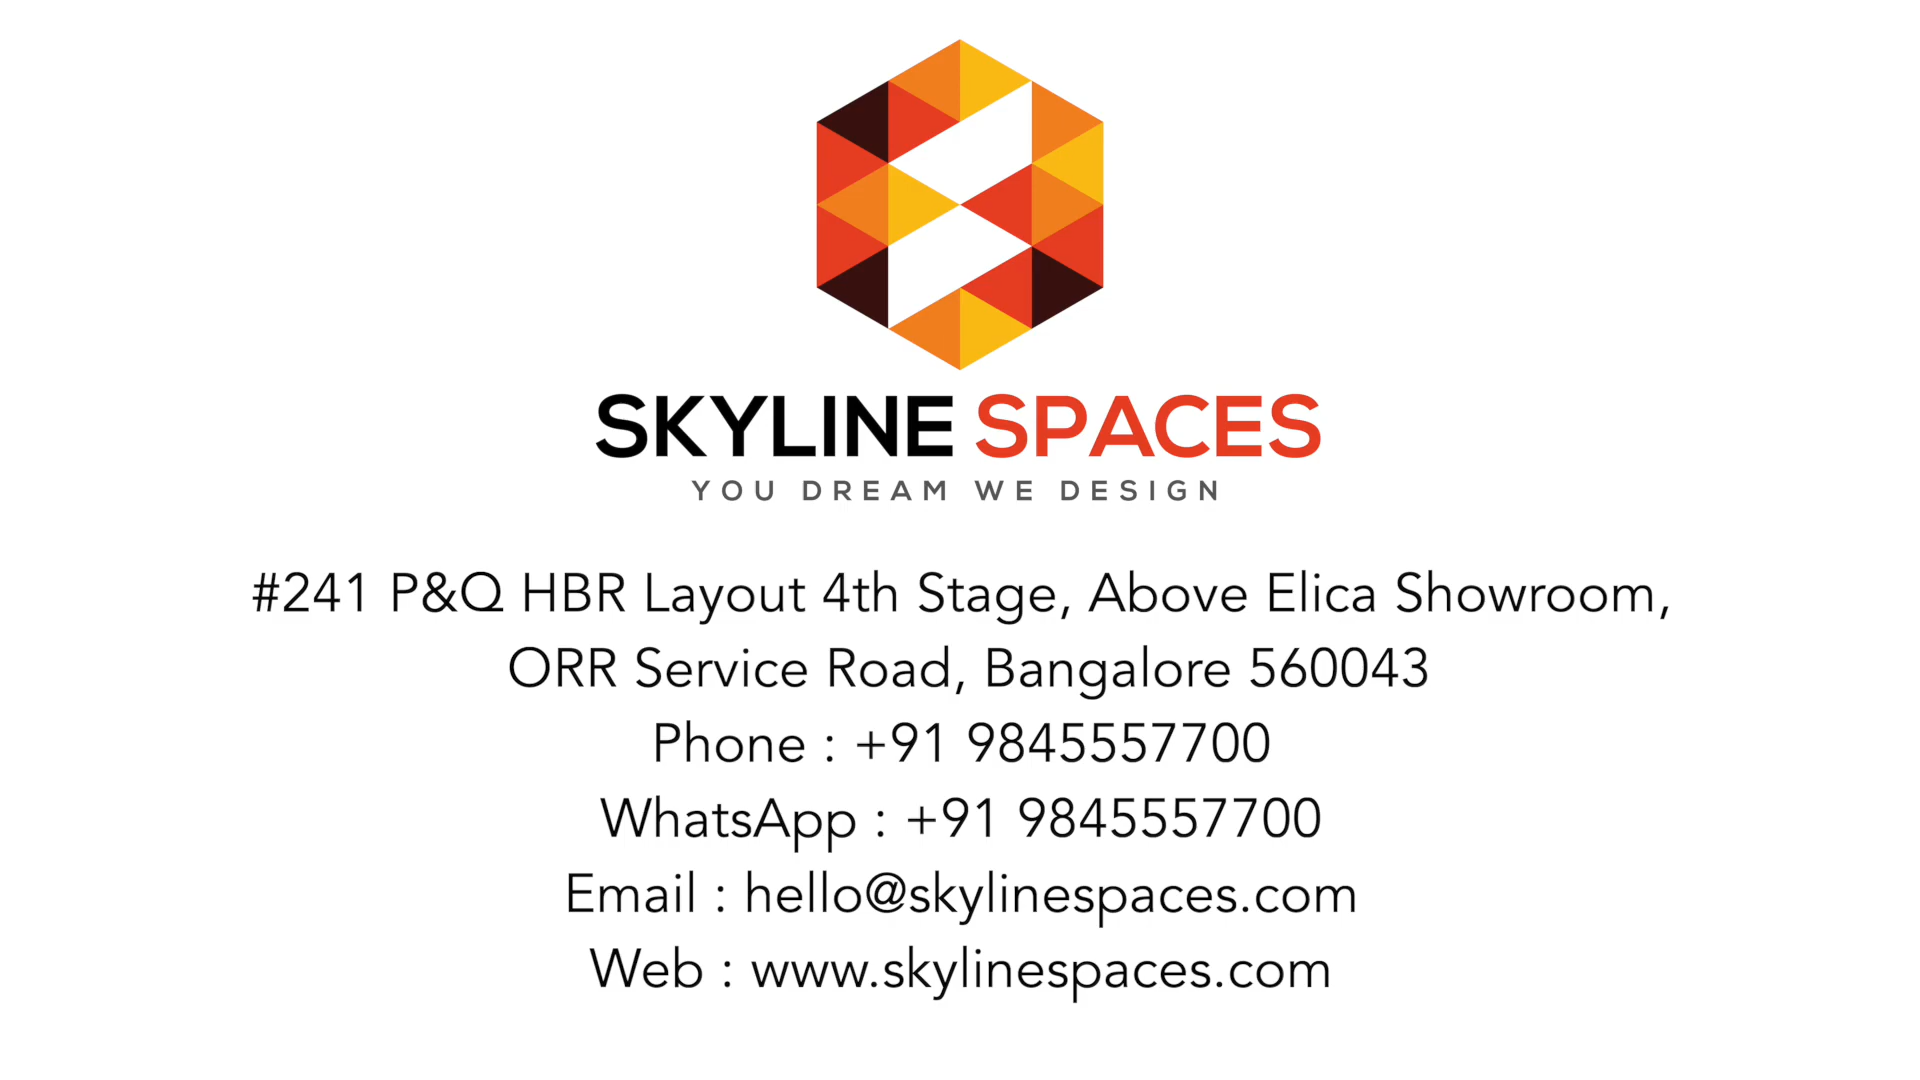 SKYLINE SPACES
YOU DREAM WE DESIGN
#241 P&Q HBR Layout 4th Stage, Above Elica Showroom,
ORR Service Road, Bangalore 560043
Phone : +91 9845557700
WhatsApp : +91 9845557700
Email : hello@skylinespaces.com
Web : www.skylinespaces.com